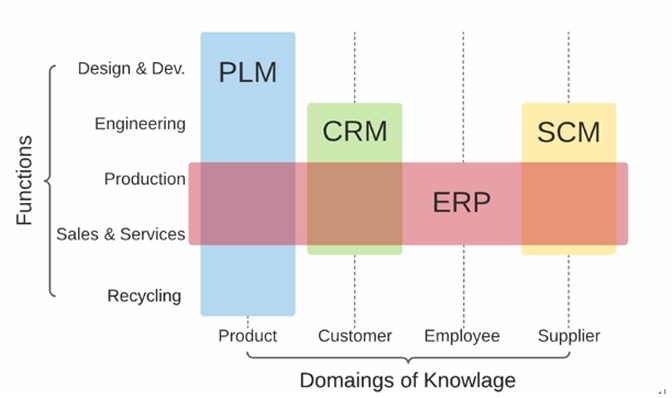 Design & Dev.
PLM
Engineering
CRM
SCM
Functions
Production
ERP
Sales & Services
Recycling
Product
Customer
Employee
Supplier
Domaings of Knowlage